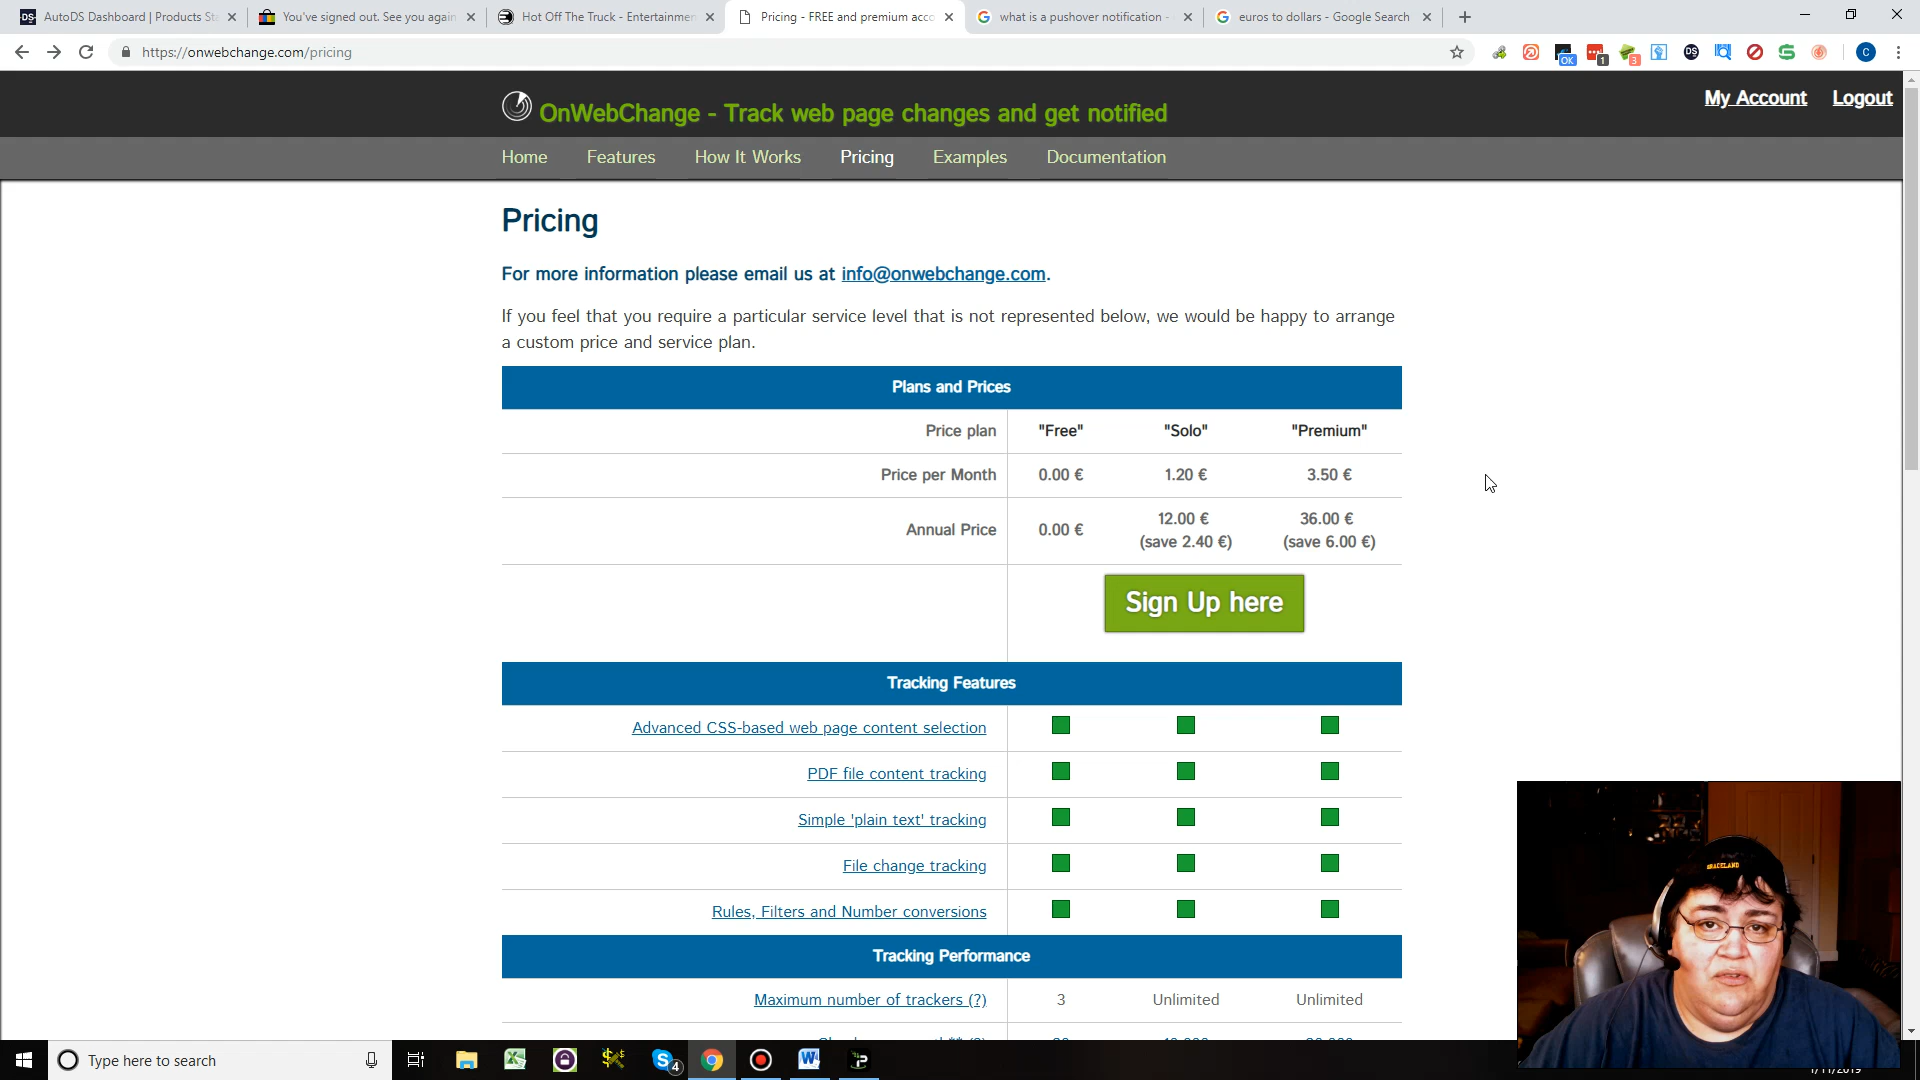 AutoDS Dashboard | Products Sta
You've signed out. See you again
Hot Off The Truck - Entertainmen
Pricing - FREE and premium acco
what is a pushover notification -
euros to dollars - Google Search
https://onwebchange.com/pricing
OK
1
3
DS
C
OnWebChange - Track web page changes and get notified
My Account
Logout
Home
Features
How It Works
Pricing
Examples
Documentation
Pricing
For more information please email us at info@onwebchange.com.
If you feel that you require a particular service level that is not represented below, we would be happy to arrange
a custom price and service plan.
Plans and Prices
Price plan "Free" "Solo" "Premium"
Price per Month 0.00 € 1.20 € 3.50 €
Annual Price 0.00 € 12.00 € (save 2.40 €) 36.00 € (save 6.00 €)
Sign Up here
Tracking Features
Advanced CSS-based web page content selection
PDF file content tracking
Simple 'plain text' tracking
File change tracking
Rules, Filters and Number conversions
Tracking Performance
Maximum number of trackers (?) 3 Unlimited Unlimited
GRACELAND
Type here to search
4